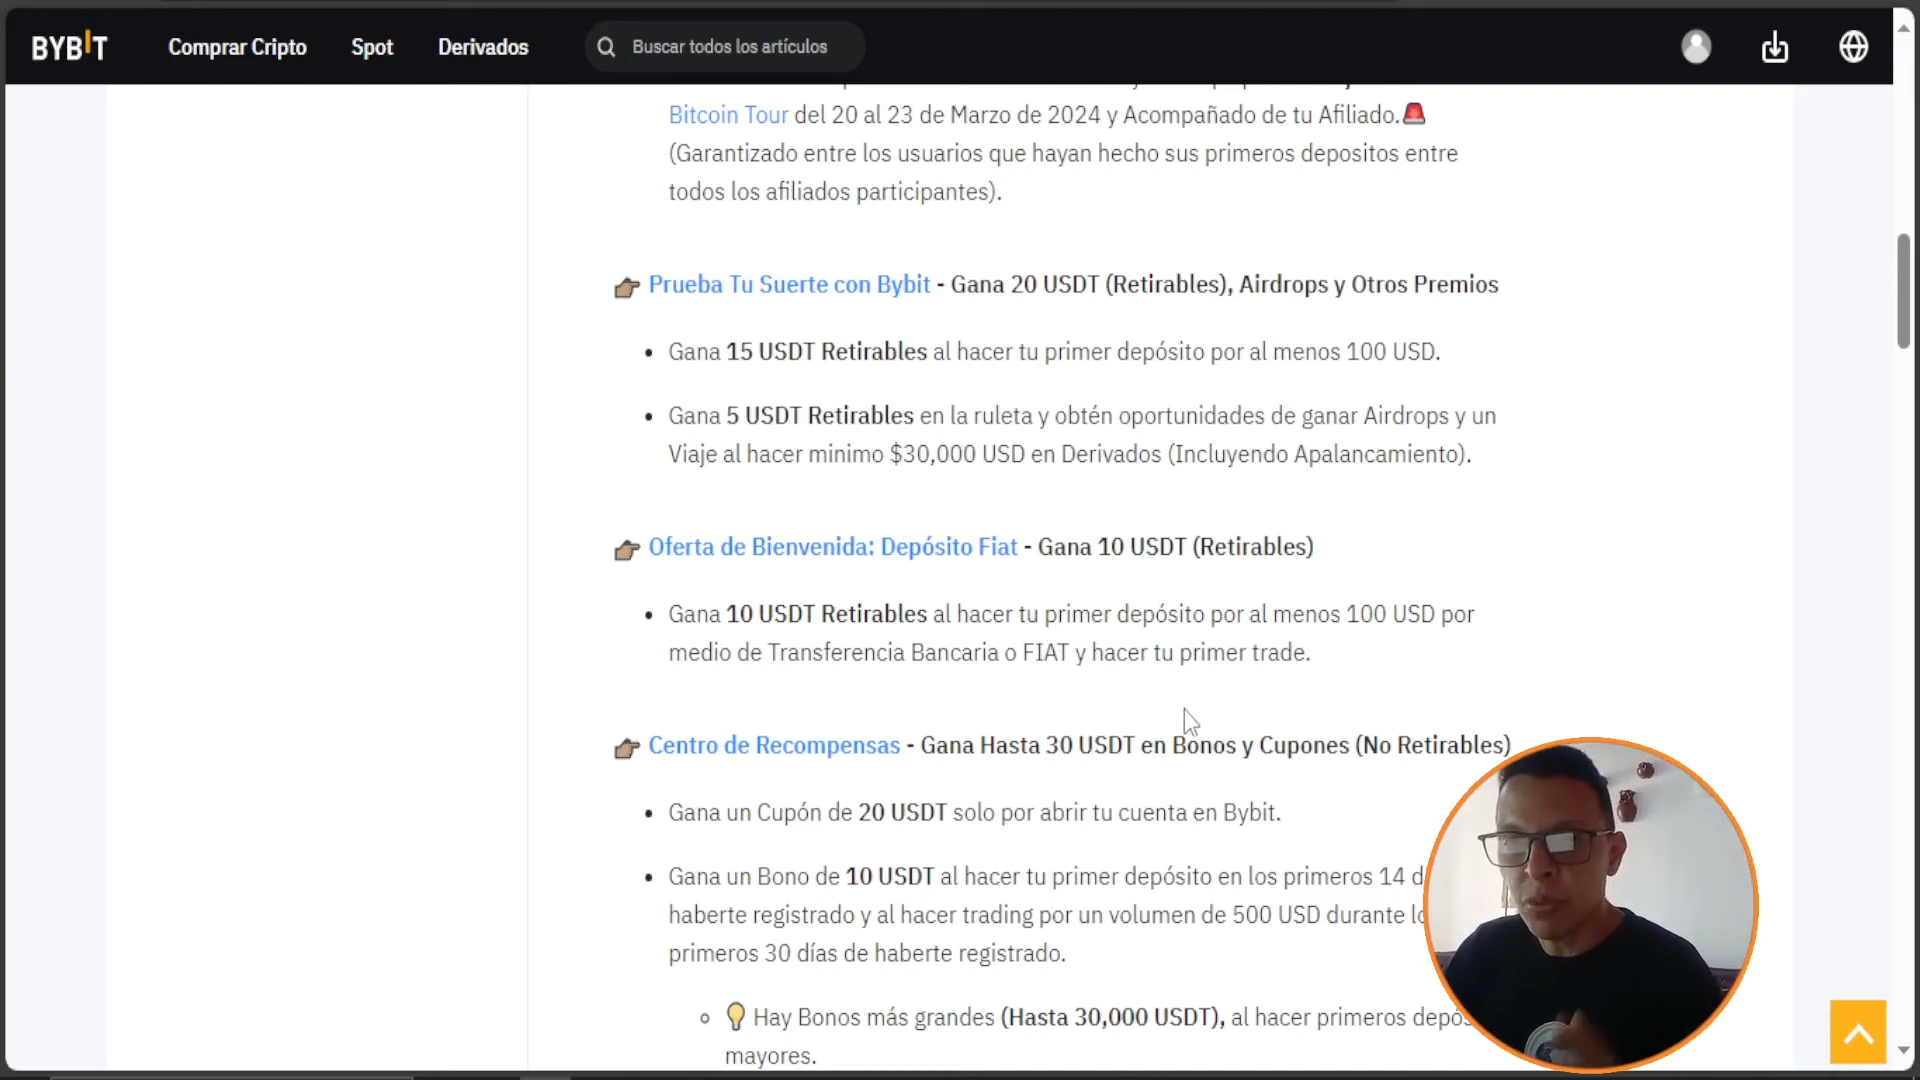 BYBIT Comprar Cripto Spot Derivados Buscar todos los artículos
Bitcoin Tour del 20 al 23 de Marzo de 2024 y Acompañado de tu Afiliado.🚨
(Garantizado entre los usuarios que hayan hecho sus primeros depositos entre
todos los afiliados participantes).
👉🏽 Prueba Tu Suerte con Bybit - Gana 20 USDT (Retirables), Airdrops y Otros Premios
• Gana 15 USDT Retirables al hacer tu primer depósito por al menos 100 USD.
• Gana 5 USDT Retirables en la ruleta y obtén oportunidades de ganar Airdrops y un
Viaje al hacer minimo $30,000 USD en Derivados (Incluyendo Apalancamiento).
👉🏽 Oferta de Bienvenida: Depósito Fiat - Gana 10 USDT (Retirables)
• Gana 10 USDT Retirables al hacer tu primer depósito por al menos 100 USD por
medio de Transferencia Bancaria o FIAT y hacer tu primer trade.
👉🏽 Centro de Recompensas - Gana Hasta 30 USDT en Bonos y Cupones (No Retirables)
• Gana un Cupón de 20 USDT solo por abrir tu cuenta en Bybit.
• Gana un Bono de 10 USDT al hacer tu primer depósito en los primeros 14
haberte registrado y al hacer trading por un volumen de 500 USD durante
primeros 30 días de haberte registrado.
○ 💡 Hay Bonos más grandes (Hasta 30,000 USDT), al hacer primeros
mayores.